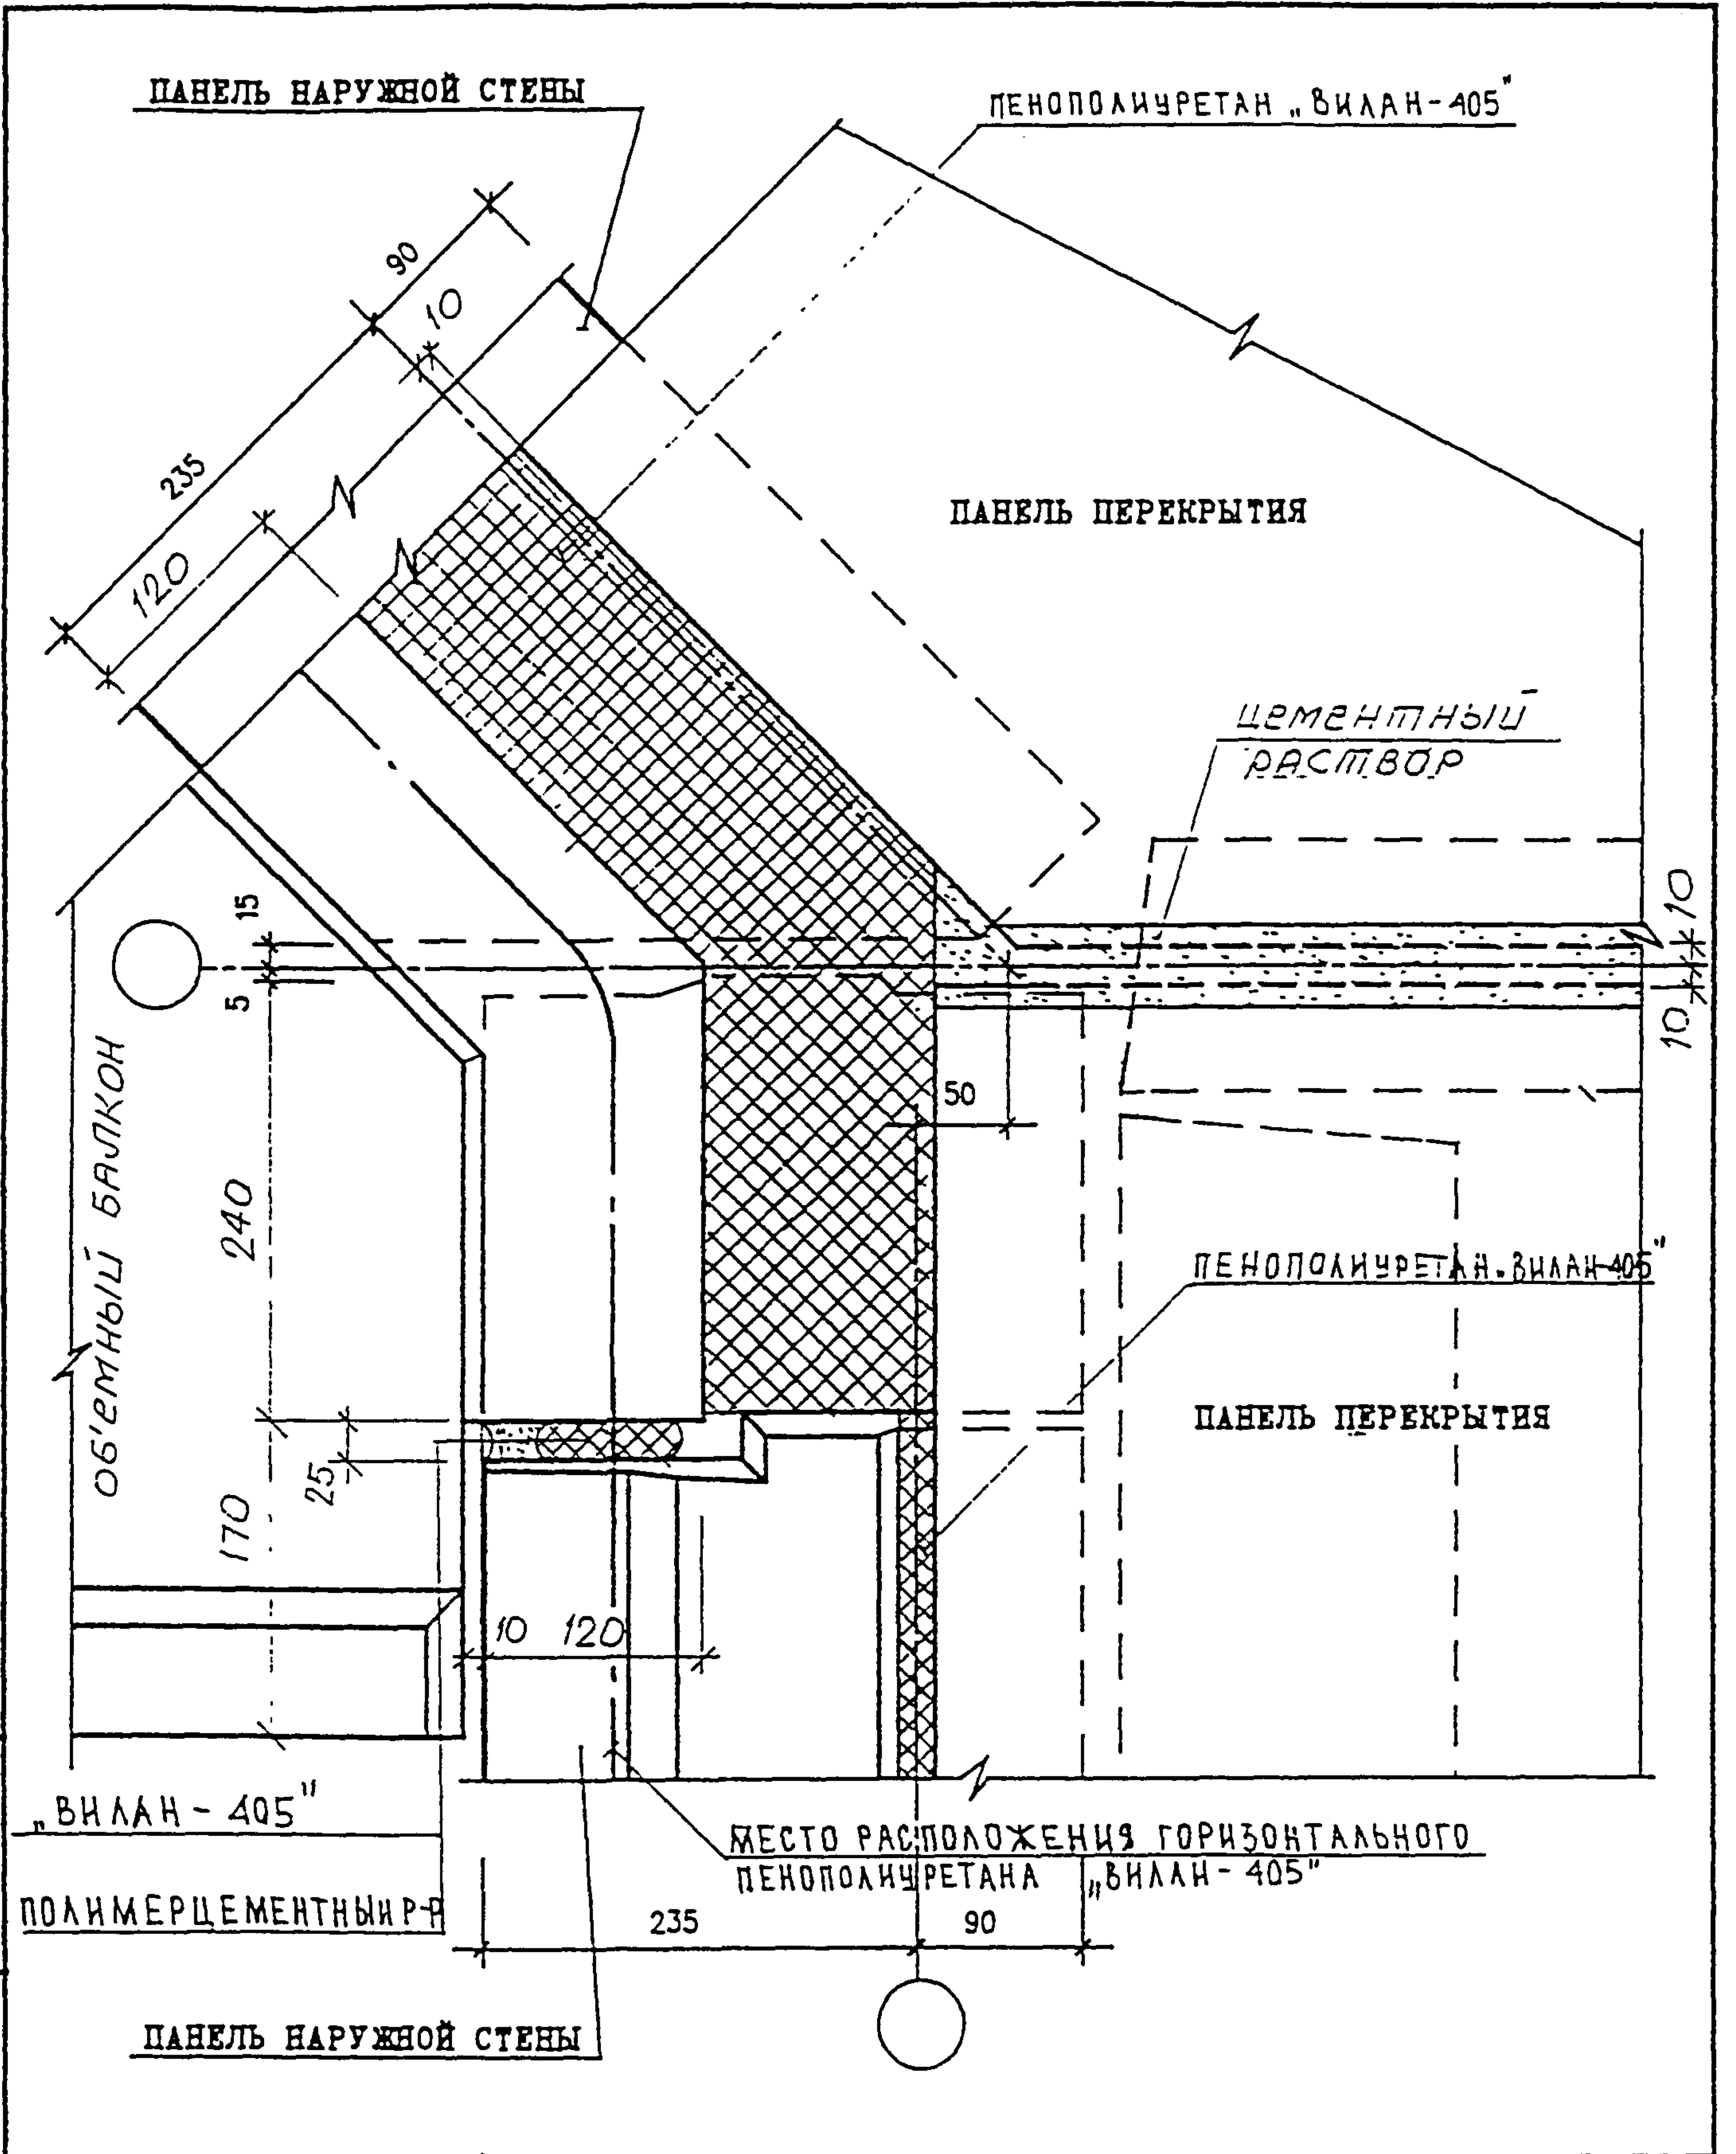 ПАНЕЛЬ НАРУЖНОЙ СТЕНЫ
ПЕНОПОЛИУРЕТАН „ВИЛАН-405"
90
10
235
120
ПАНЕЛЬ ПЕРЕКРЫТИЯ
ЦЕМЕНТНЫЙ
РАСТВОР
15
5
10
10
50
ОБ'ЕМНЫЙ БАЛКОН
240
ПЕНОПОЛИУРЕТАН „ВИЛАН-405"
ПАНЕЛЬ ПЕРЕКРЫТИЯ
25
170
10 120
„ВИЛАН-405"
МЕСТО РАСПОЛОЖЕНИЯ ГОРИЗОНТАЛЬНОГО
ПЕНОПОЛИУРЕТАНА „ВИЛАН-405"
ПОЛИМЕРЦЕМЕНТНЫЙ Р-Р
235
90
ПАНЕЛЬ НАРУЖНОЙ СТЕНЫ